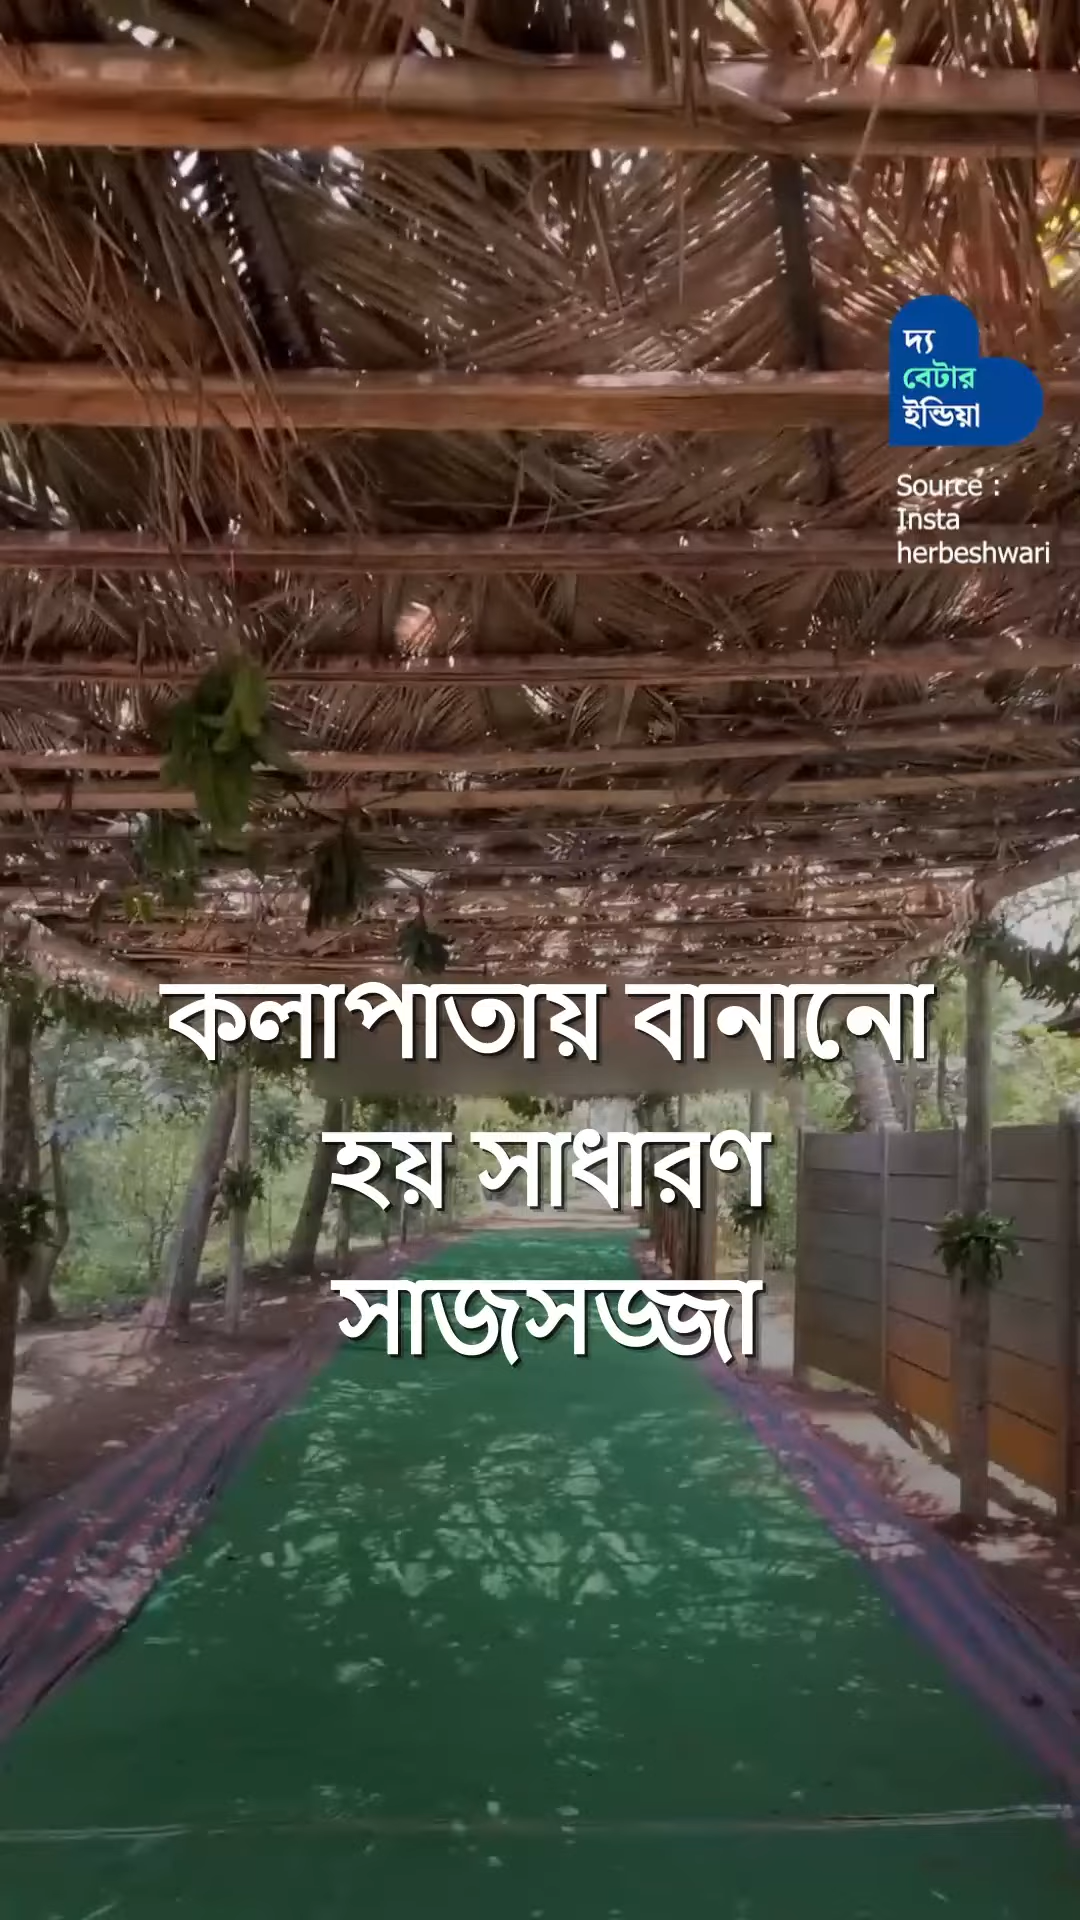 দ্য
বেটার
ইন্ডিয়া
Source :
Insta
herbeshwari
কলাপাতায় বানানো
হয় সাধারণ
সাজসজ্জা